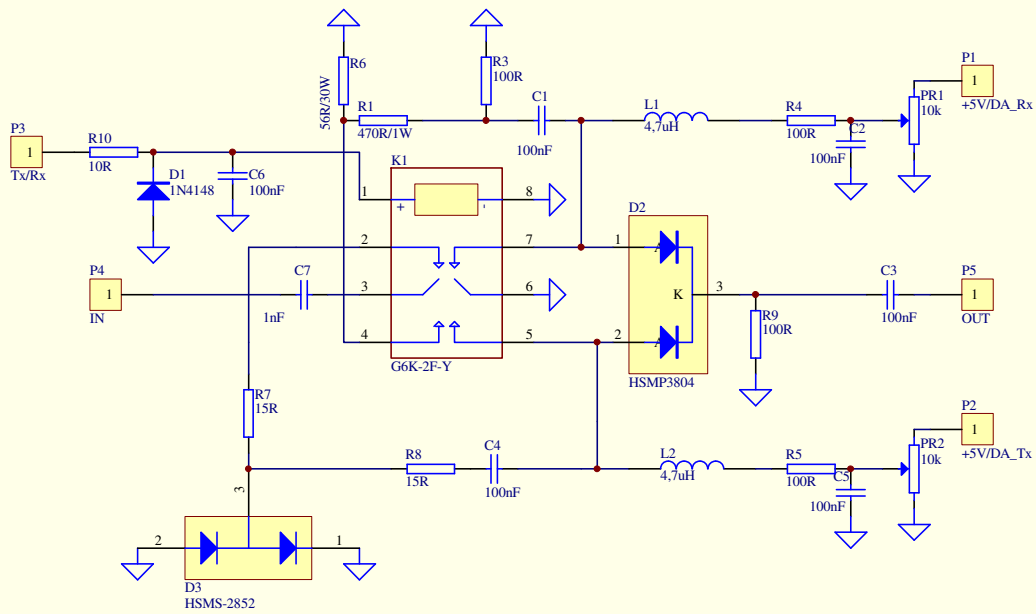 R6
56R/30W
R3
100R
P1
1
+5V/DA_Rx
R1
470R/1W
C1
100nF
L1
4,7uH
R4
100R
C2
100nF
PR1
10k
P3
1
Tx/Rx
R10
10R
D1
1N4148
C6
100nF
K1
1
+
-
8
2
7
3
6
4
5
G6K-2F-Y
D2
1
A
K
3
2
A
HSMP3804
P4
1
IN
C7
1nF
C3
100nF
P5
1
OUT
R9
100R
R7
15R
R8
15R
C4
100nF
L2
4,7uH
R5
100R
C5
100nF
PR2
10k
P2
1
+5V/DA_Tx
3
2
1
D3
HSMS-2852